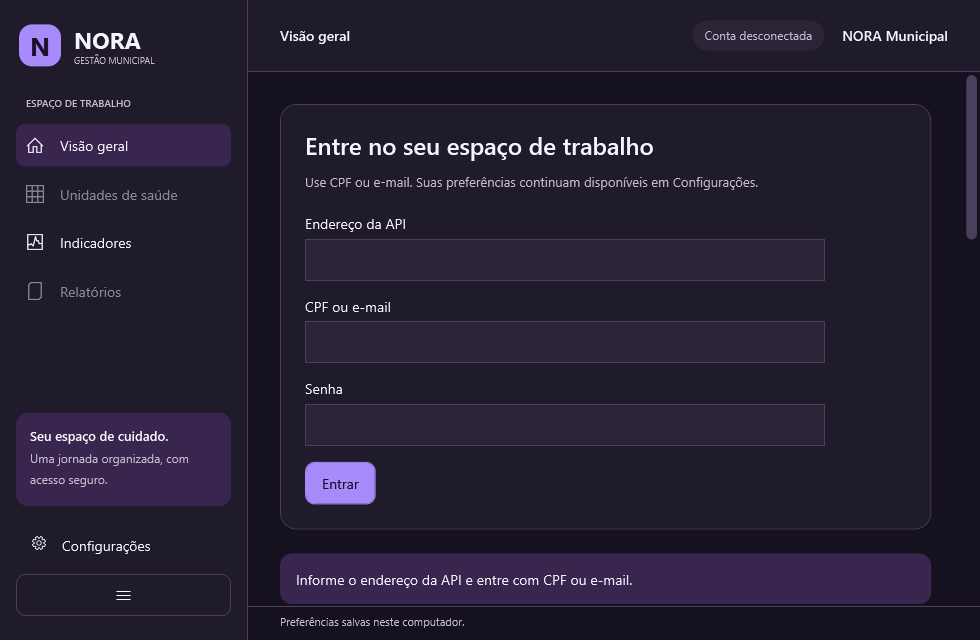 N
NORA
GESTÃO MUNICIPAL
ESPAÇO DE TRABALHO
Visão geral
Unidades de saúde
Indicadores
Relatórios
Seu espaço de cuidado.
Uma jornada organizada, com
acesso seguro.
Configurações
Visão geral
Conta desconectada
NORA Municipal
Entre no seu espaço de trabalho
Use CPF ou e-mail. Suas preferências continuam disponíveis em Configurações.
Endereço da API
CPF ou e-mail
Senha
Entrar
Informe o endereço da API e entre com CPF ou e-mail.
Preferências salvas neste computador.